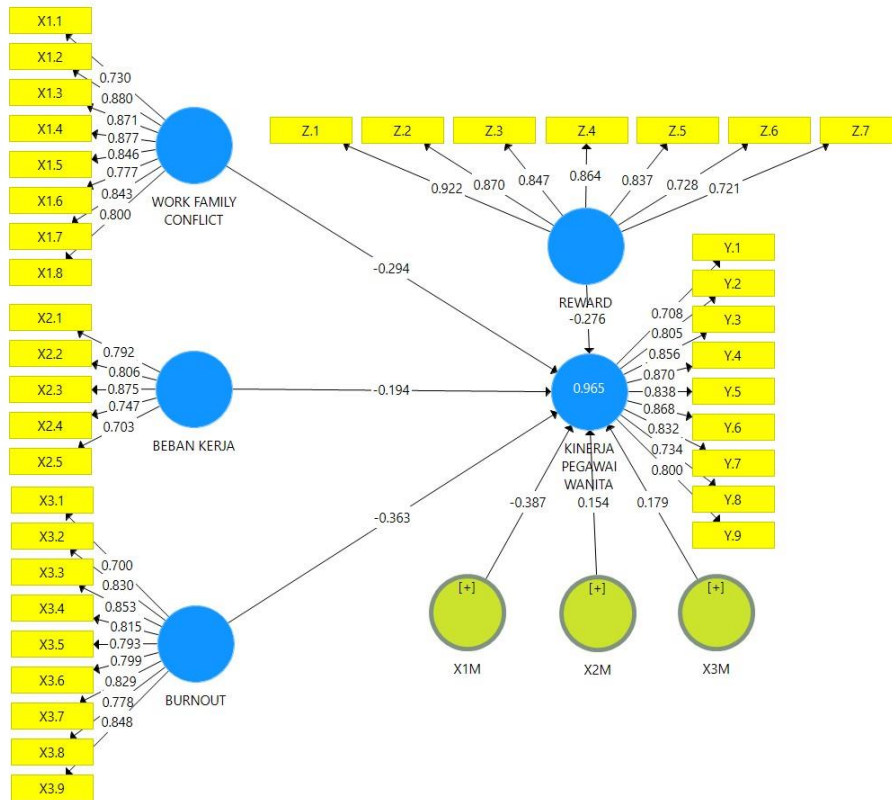 X1.1
X1.2
X1.3
X1.4
X1.5
X1.6
X1.7
X1.8
0.730
0.880
0.871
0.877
0.846
0.777
0.843
0.800
WORK FAMILY
CONFLICT
-0.294
Z.1
Z.2
Z.3
Z.4
Z.5
Z.6
Z.7
0.922
0.870
0.847
0.864
0.837
0.728
0.721
REWARD
-0.276
X2.1
X2.2
X2.3
X2.4
X2.5
0.792
0.806
0.875
0.747
0.703
BEBAN KERJA
-0.194
0.965
KINERJA
PEGAWAI
WANITA
Y.1
Y.2
Y.3
Y.4
Y.5
Y.6
Y.7
Y.8
Y.9
0.708
0.805
0.856
0.870
0.838
0.868
0.832
0.734
0.800
X3.1
X3.2
X3.3
X3.4
X3.5
X3.6
X3.7
X3.8
X3.9
0.700
0.830
0.853
0.815
0.793
0.799
0.829
0.778
0.848
BURNOUT
-0.363
-0.387
0.154
0.179
[+]
[+]
[+]
X1M
X2M
X3M